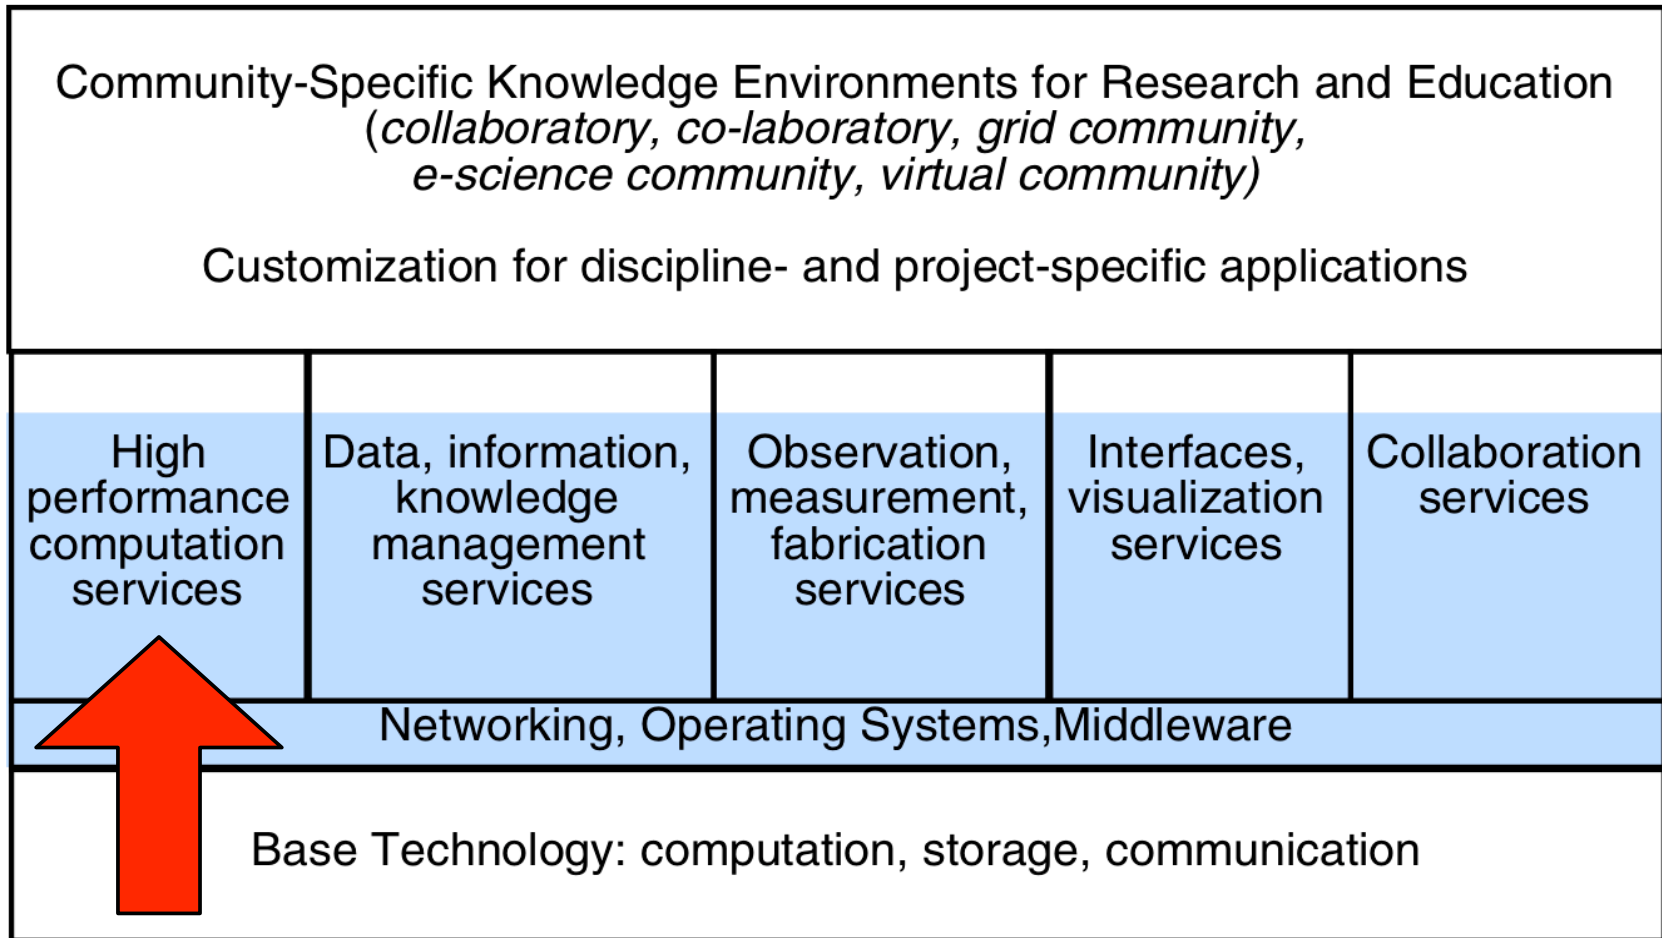 Community-Specific Knowledge Environments for Research and Education
(collaboratory, co-laboratory, grid community,
e-science community, virtual community)
Customization for discipline- and project-specific applications
High
performance
computation
services
Data, information,
knowledge
management
services
Observation,
measurement,
fabrication
services
Interfaces,
visualization
services
Collaboration
services
Networking, Operating Systems,Middleware
Base Technology: computation, storage, communication